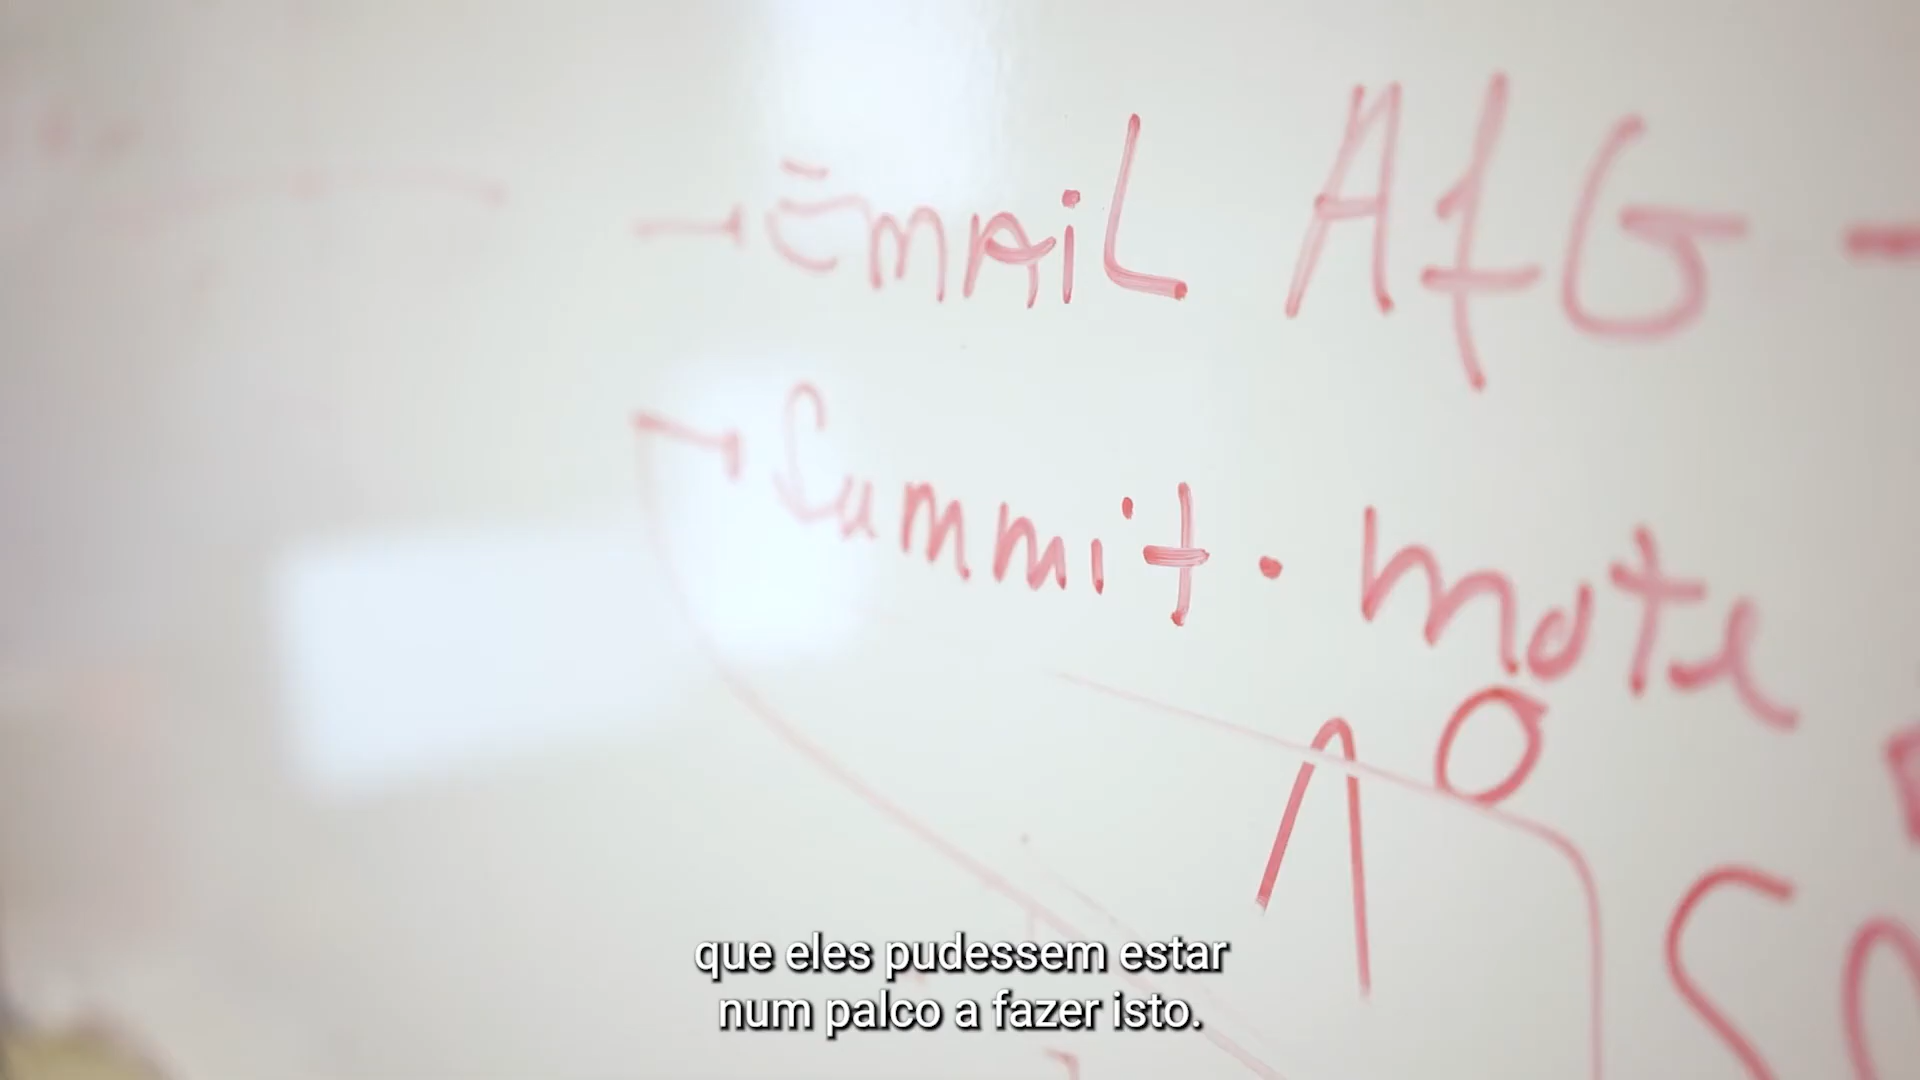 EMAiL AfG -
Summit. Mote
que eles pudessem estar
num palco a fazer isto.